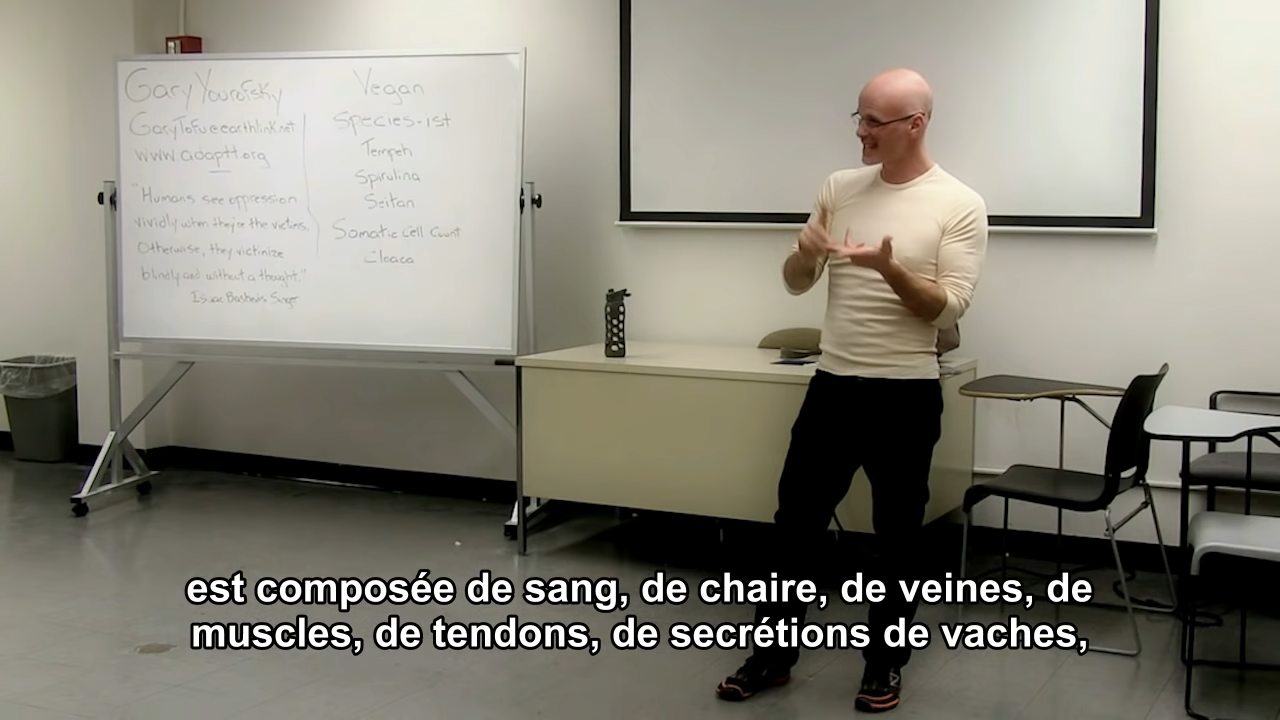 Gary Yourofsky
GaryTofu@earthlink.net
www.adaptt.org
"Humans see oppression
vividly when they're the victims.
Otherwise, they victimize
blindly and without a thought."
Isaac Bashevis Singer
Vegan
Species-ist
Tempeh
Spirulina
Seitan
Somatic Cell Count
Cloaca
est composée de sang, de chaire, de veines, de
muscles, de tendons, de secrétions de vaches,